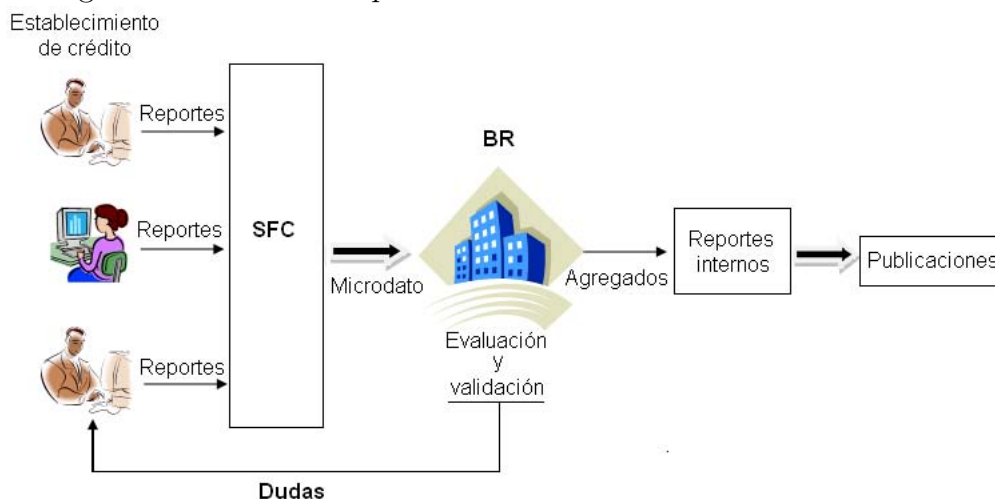 Establecimiento
de crédito
Reportes
Reportes
Reportes
SFC
Microdato
BR
Evaluación
y
validación
Agregados
Reportes
internos
Publicaciones
Dudas